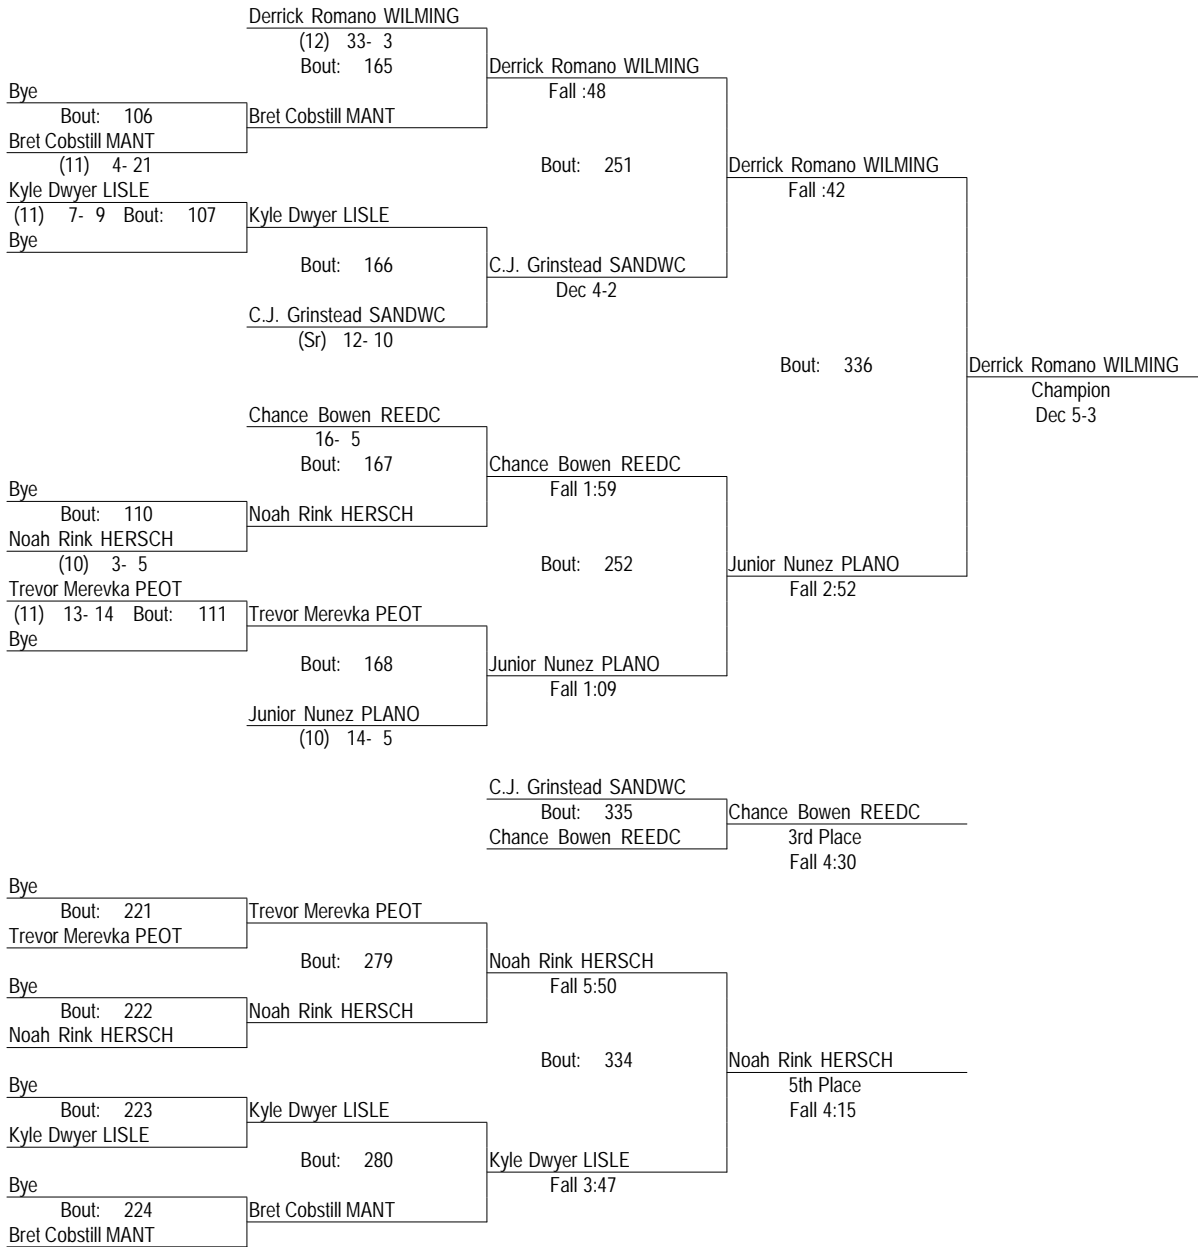 Derrick Romano WILMING
(12) 33- 3
Bout: 165
Derrick Romano WILMING
Fall :48
Bye
Bout: 106
Bret Cobstill MANT
Bret Cobstill MANT
(11) 4- 21
Bout: 251
Derrick Romano WILMING
Fall :42
Kyle Dwyer LISLE
(11) 7- 9 Bout: 107
Kyle Dwyer LISLE
Bye
Bout: 166
C.J. Grinstead SANDWC
Dec 4-2
C.J. Grinstead SANDWC
(Sr) 12- 10
Bout: 336
Derrick Romano WILMING
Champion
Dec 5-3
Chance Bowen REEDC
16- 5
Bout: 167
Chance Bowen REEDC
Fall 1:59
Bye
Bout: 110
Noah Rink HERSCH
Noah Rink HERSCH
(10) 3- 5
Bout: 252
Junior Nunez PLANO
Fall 2:52
Trevor Merevka PEOT
(11) 13- 14 Bout: 111
Trevor Merevka PEOT
Bye
Bout: 168
Junior Nunez PLANO
Fall 1:09
Junior Nunez PLANO
(10) 14- 5
C.J. Grinstead SANDWC
Bout: 335
Chance Bowen REEDC
Chance Bowen REEDC
3rd Place
Fall 4:30
Bye
Bout: 221
Trevor Merevka PEOT
Trevor Merevka PEOT
Bout: 279
Noah Rink HERSCH
Fall 5:50
Bye
Bout: 222
Noah Rink HERSCH
Noah Rink HERSCH
Bout: 334
Noah Rink HERSCH
5th Place
Fall 4:15
Bye
Bout: 223
Kyle Dwyer LISLE
Kyle Dwyer LISLE
Bout: 280
Kyle Dwyer LISLE
Fall 3:47
Bye
Bout: 224
Bret Cobstill MANT
Bret Cobstill MANT